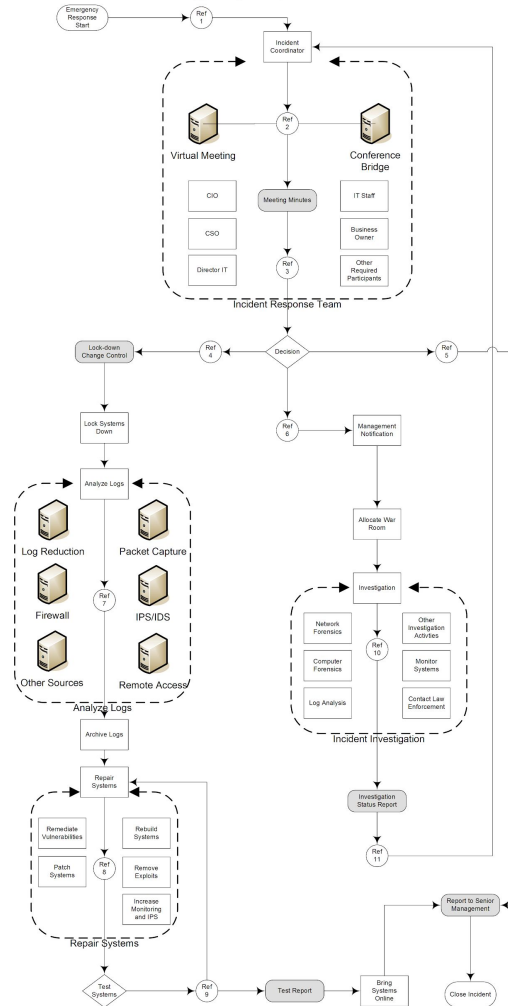 Emergency
Response
Start
Ref
1
Incident
Coordinator
Ref
2
Virtual Meeting
Conference
Bridge
CIO
Meeting Minutes
IT Staff
CSO
Business
Owner
Director IT
Ref
3
Other
Required
Participants
Incident Response Team
Lock-down
Change Control
Ref
4
Decision
Ref
5
Lock Systems
Down
Ref
6
Management
Notification
Analyze Logs
Allocate War
Room
Log Reduction
Packet Capture
Firewall
Ref
7
IPS/IDS
Investigation
Other Sources
Remote Access
Analyze Logs
Network
Forensics
Ref
10
Other
Investigation
Activties
Computer
Forensics
Monitor
Systems
Log Analysis
Contact Law
Enforcement
Incident Investigation
Archive Logs
Repair
Systems
Investigation
Status Report
Remediate
Vulnerabilities
Rebuild
Systems
Ref
8
Ref
11
Patch
Systems
Remove
Exploits
Increase
Monitoring
and IPS
Repair Systems
Report to Senior
Management
Test
Systems
Ref
9
Test Report
Bring
Systems
Online
Close Incident